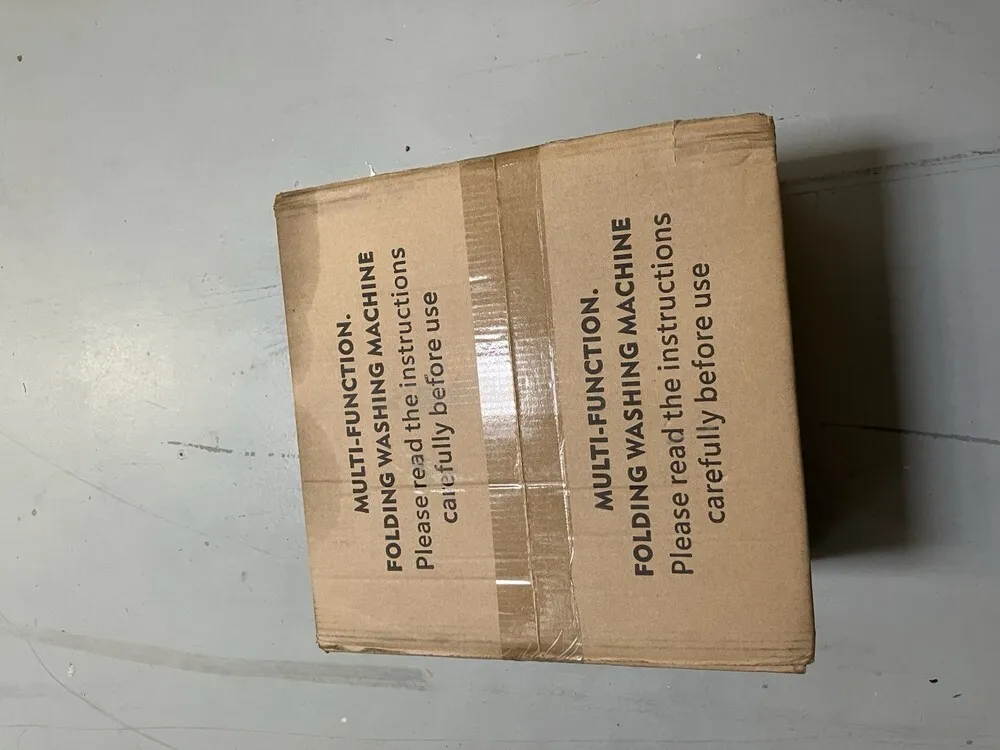 MULTI-FUNCTION.
FOLDING WASHING MACHINE
Please read the instructions
carefully before use
MULTI-FUNCTION.
FOLDING WASHING MACHINE
Please read the instructions
carefully before use